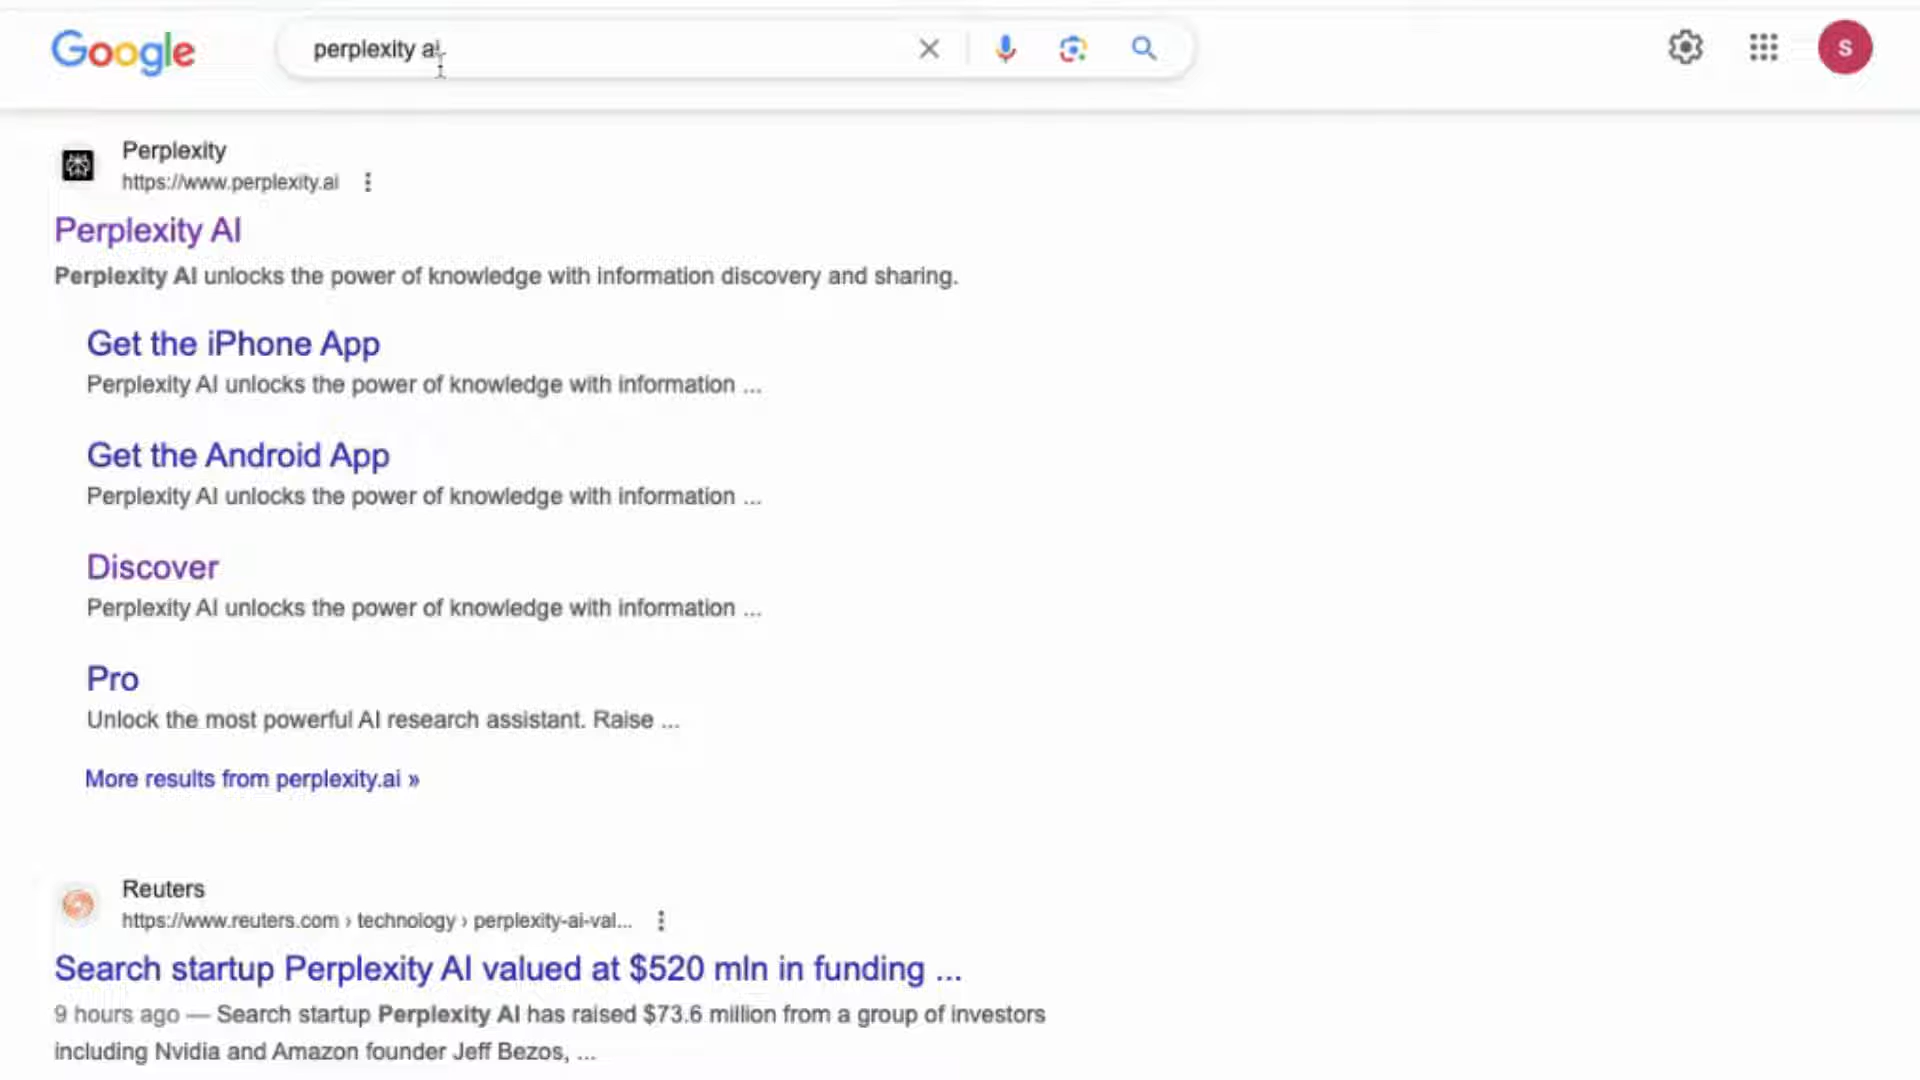 Google
perplexity ai
S
Perplexity
https://www.perplexity.ai
Perplexity AI
Perplexity AI unlocks the power of knowledge with information discovery and sharing.
Get the iPhone App
Perplexity AI unlocks the power of knowledge with information ...
Get the Android App
Perplexity AI unlocks the power of knowledge with information ...
Discover
Perplexity AI unlocks the power of knowledge with information ...
Pro
Unlock the most powerful AI research assistant. Raise ...
More results from perplexity.ai »
Reuters
https://www.reuters.com › technology › perplexity-ai-val...
Search startup Perplexity AI valued at $520 mln in funding ...
9 hours ago — Search startup Perplexity AI has raised $73.6 million from a group of investors
including Nvidia and Amazon founder Jeff Bezos, ...